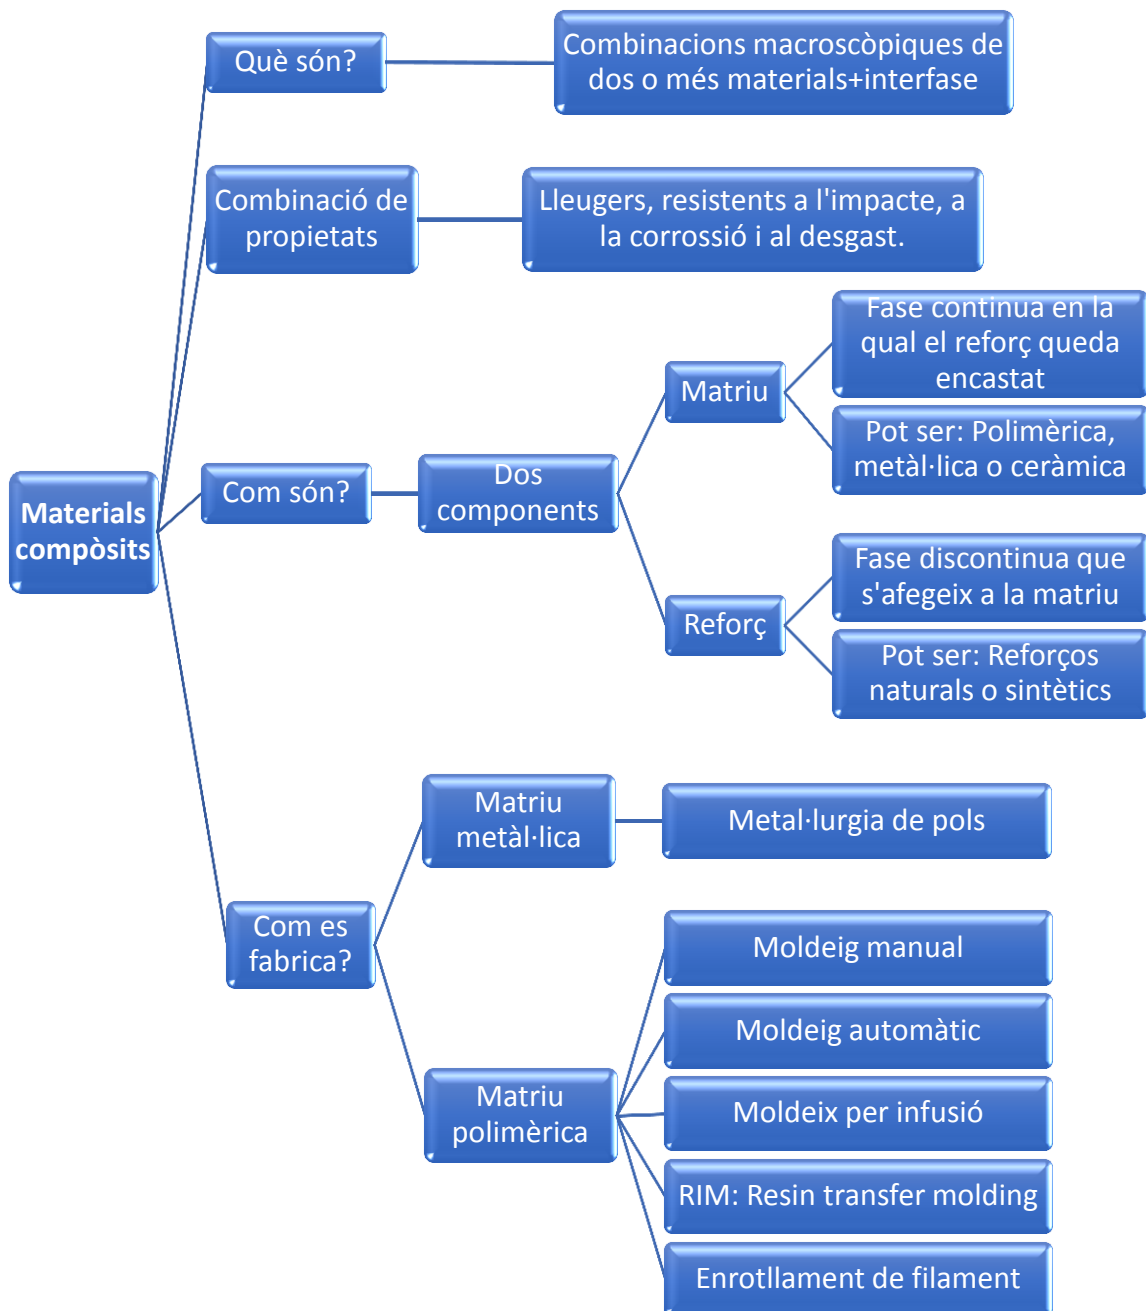 Què són?
Combinacions macroscòpiques de
dos o més materials+interfase
Combinació de
propietats
Lleugers, resistents a l'impacte, a
la corrossió i al desgast.
Materials
compòsits
Com són?
Dos
components
Matriu
Fase continua en la
qual el reforç queda
encastat
Pot ser: Polimèrica,
metàl·lica o ceràmica
Reforç
Fase discontinua que
s'afegeix a la matriu
Pot ser: Reforços
naturals o sintètics
Com es
fabrica?
Matriu
metàl·lica
Metal·lurgia de pols
Matriu
polimèrica
Moldeig manual
Moldeig automàtic
Moldeix per infusió
RIM: Resin transfer molding
Enrotllament de filament